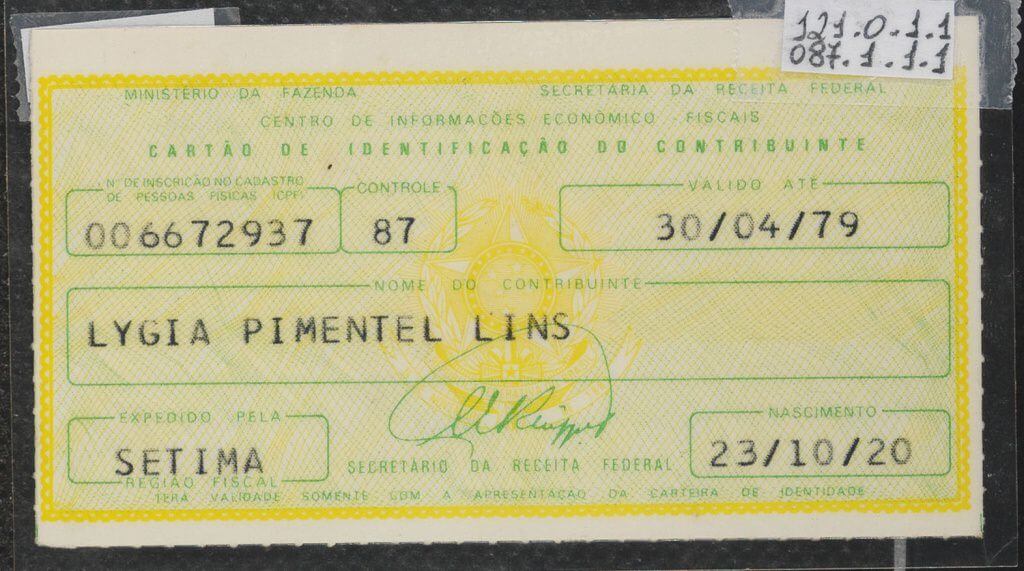 121.0.1.1
087.1.1.1
MINISTÉRIO DA FAZENDA SECRETARIA DA RECEITA FEDERAL
CENTRO DE INFORMAÇÕES ECONÔMICO - FISCAIS
CARTÃO DE IDENTIFICAÇÃO DO CONTRIBUINTE
Nº DE INSCRIÇÃO NO CADASTRO
DE PESSOAS FISICAS (CPF)
CONTROLE
VÁLIDO ATÉ
006672937 87 30/04/79
NOME DO CONTRIBUINTE
LYGIA PIMENTEL LINS
EXPEDIDO PELA
NASCIMENTO
SETIMA
23/10/20
REGIÃO FISCAL
SECRETÁRIO DA RECEITA FEDERAL
TERÁ VALIDADE SOMENTE COM A APRESENTAÇÃO DA CARTEIRA DE IDENTIDADE